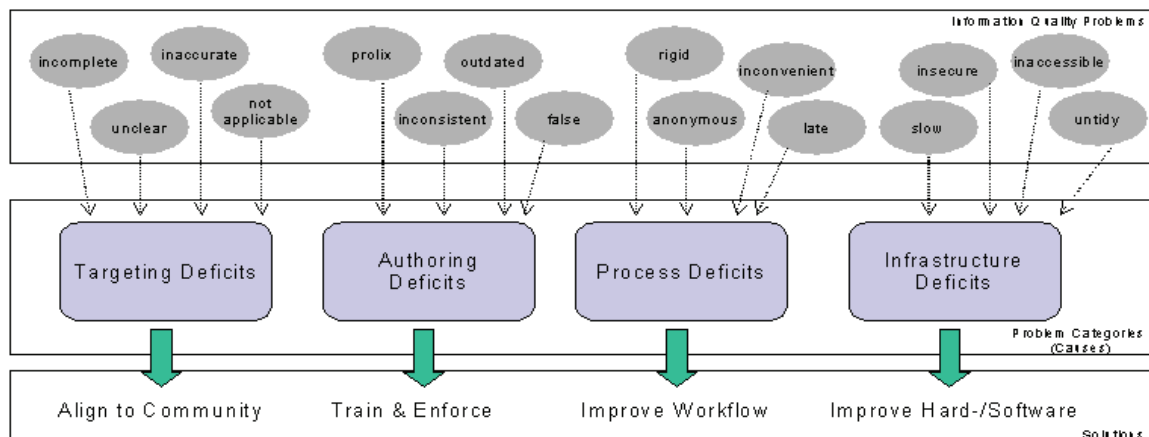 Information Quality Problems
incomplete
inaccurate
prolix
outdated
rigid
inconvenient
insecure
inaccessible
unclear
not
applicable
inconsistent
false
anonymous
late
slow
untidy
Targeting Deficits
Authoring
Deficits
Process Deficits
Infrastructure
Deficits
Problem Categories
(Causes)
Align to Community
Train & Enforce
Improve Workflow
Improve Hard-/Software
Solutions